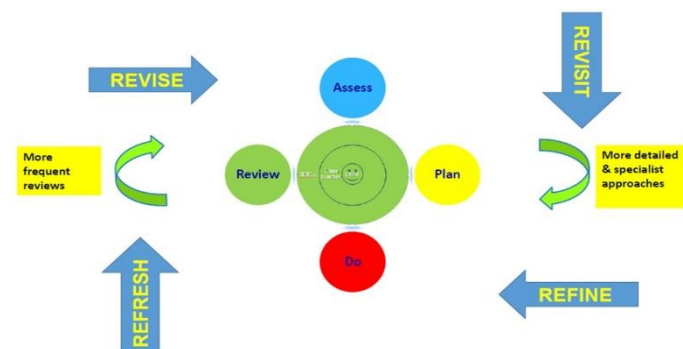 REVISE
Assess
REVISIT
More
frequent
reviews
Review
Plan
More detailed
& specialist
approaches
Do
REFRESH
REFINE